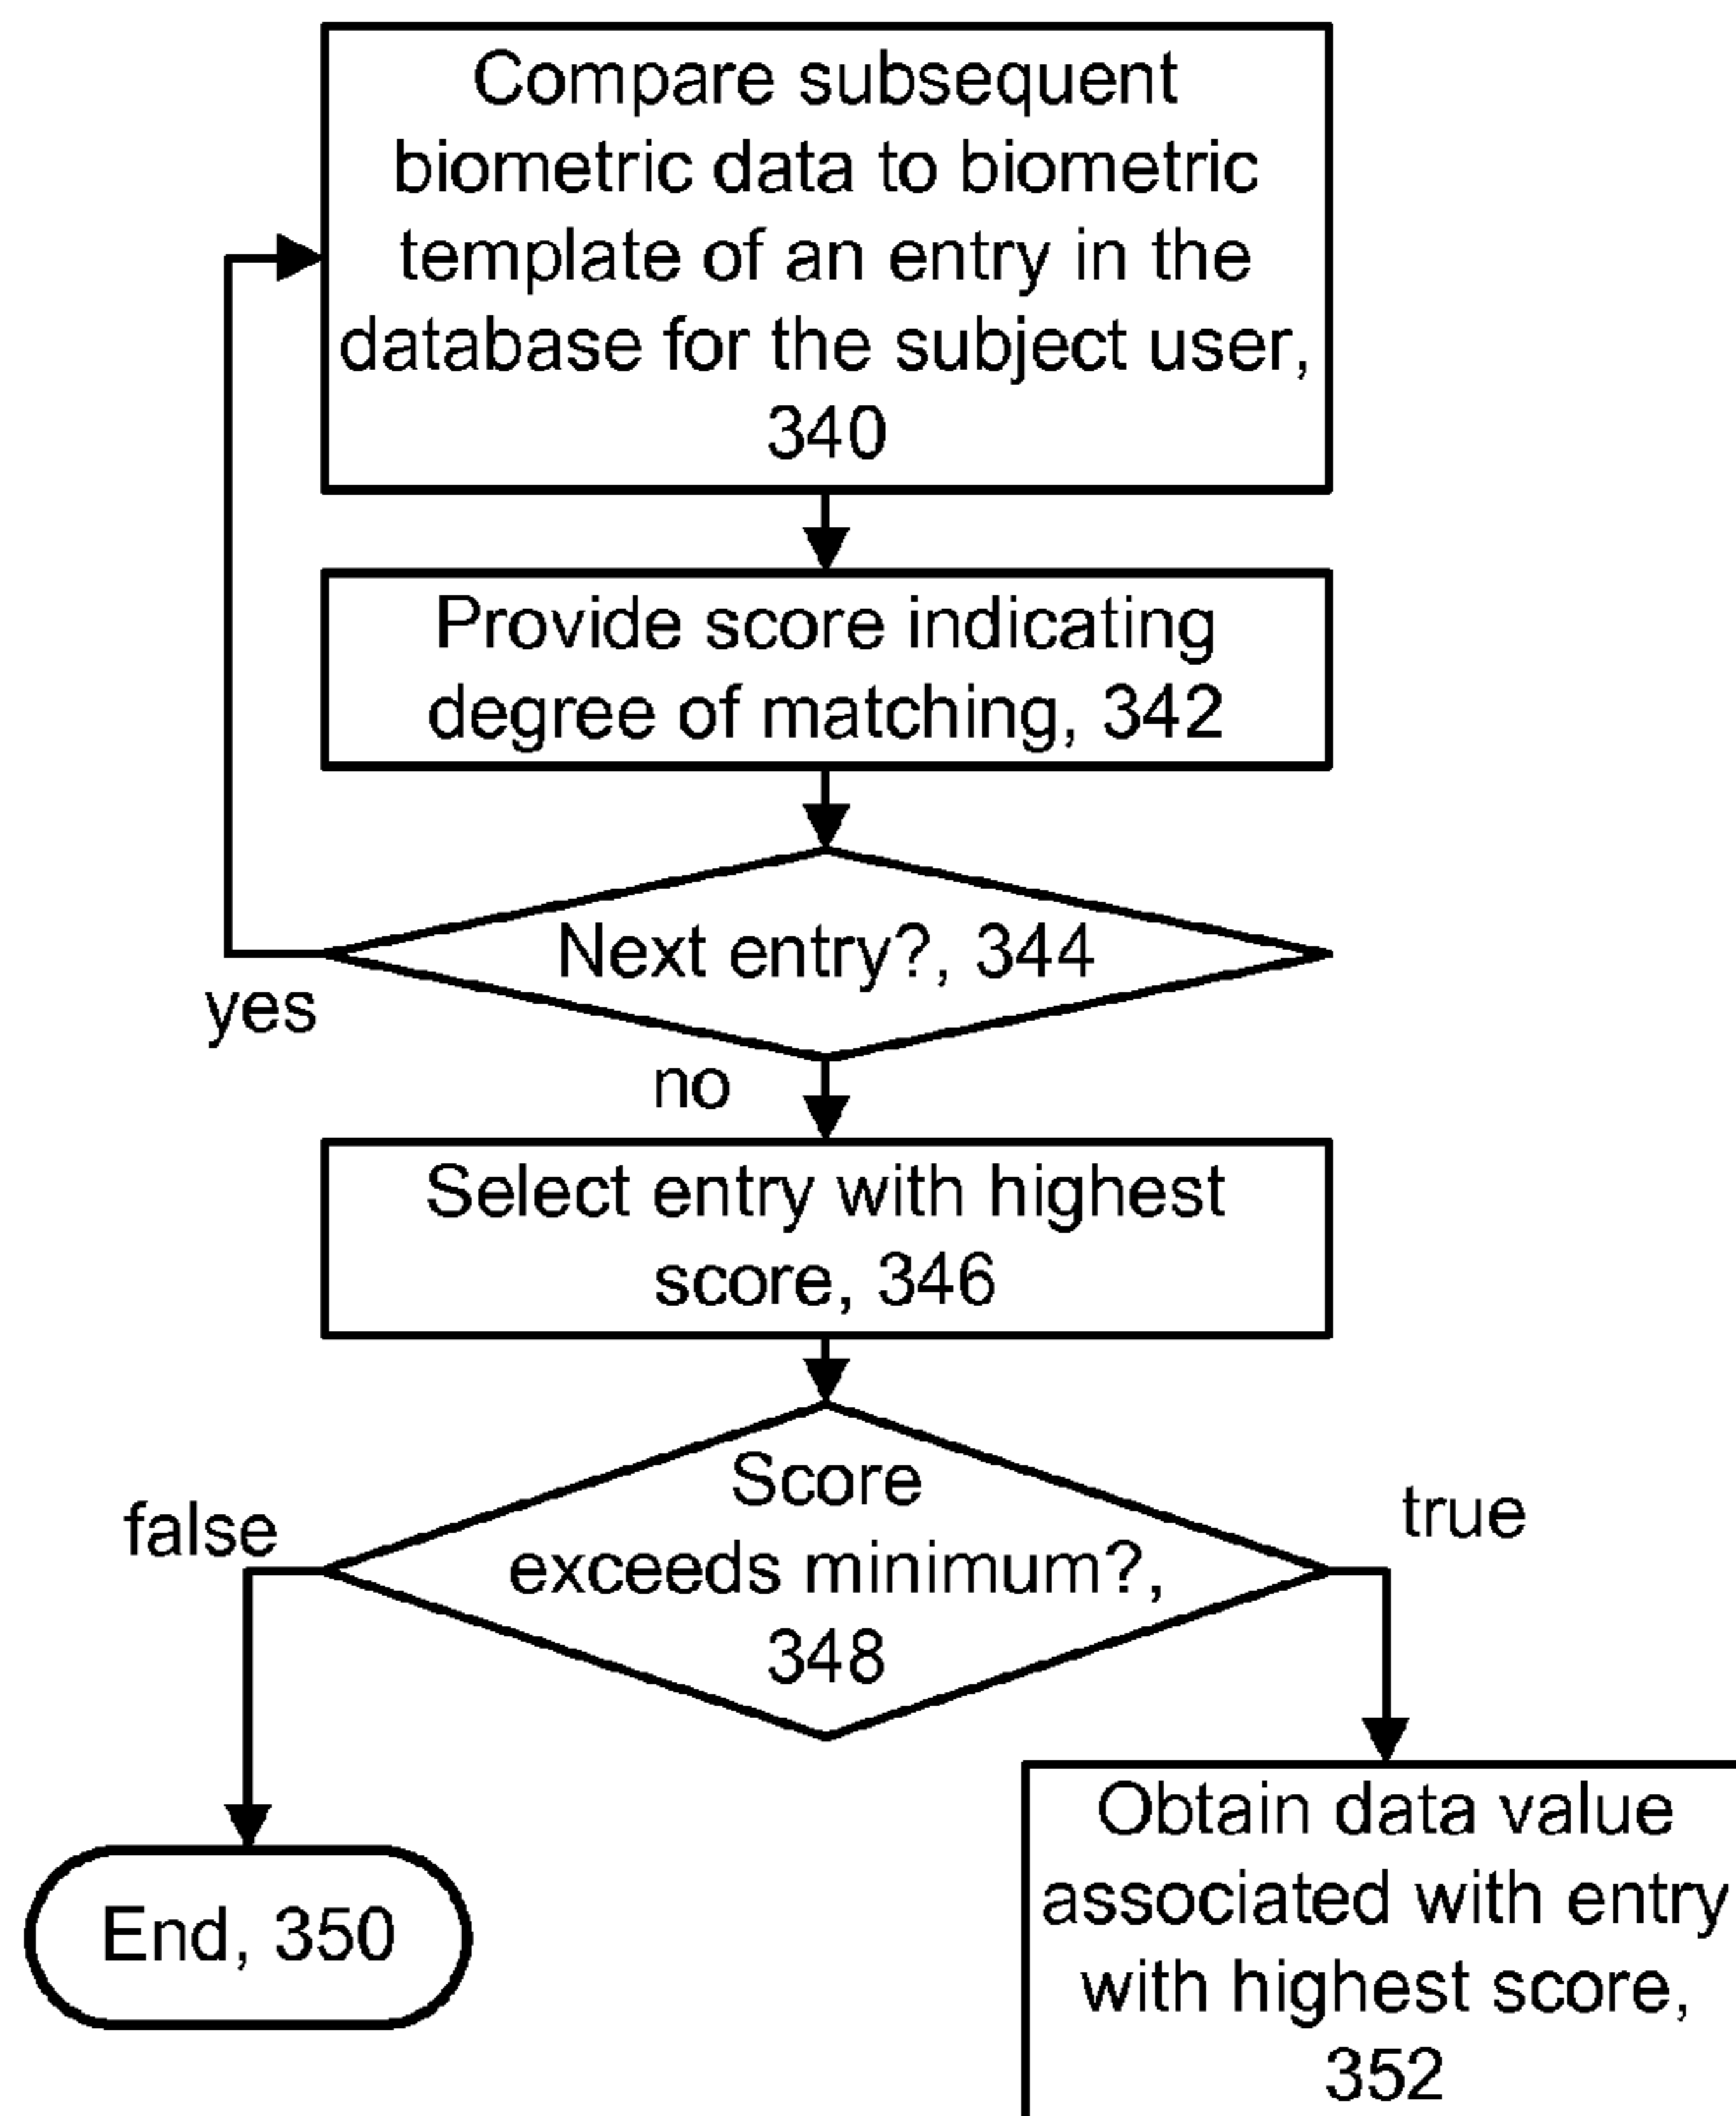 Compare subsequent
biometric data to biometric
template of an entry in the
database for the subject user,
340
Provide score indicating
degree of matching, 342
Next entry?, 344
yes
no
Select entry with highest
score, 346
Score
exceeds minimum?,
348
false
true
End, 350
Obtain data value
associated with entry
with highest score,
352